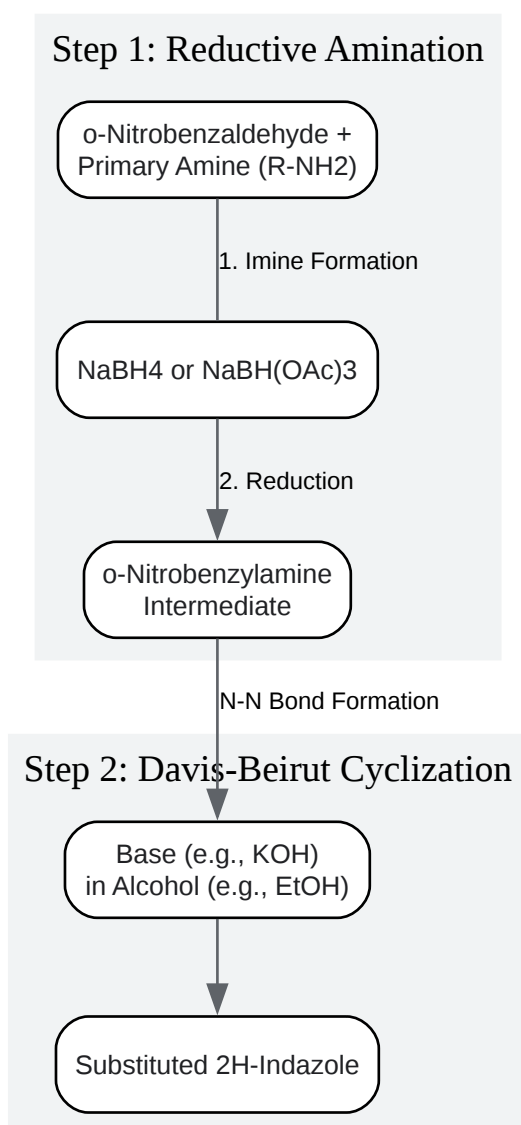 Step 1: Reductive Amination
o-Nitrobenzaldehyde +
Primary Amine (R-NH2)
1. Imine Formation
NaBH4 or NaBH(OAc)3
2. Reduction
o-Nitrobenzylamine
Intermediate
N-N Bond Formation
Step 2: Davis-Beirut Cyclization
Base (e.g., KOH)
in Alcohol (e.g., EtOH)
Substituted 2H-Indazole